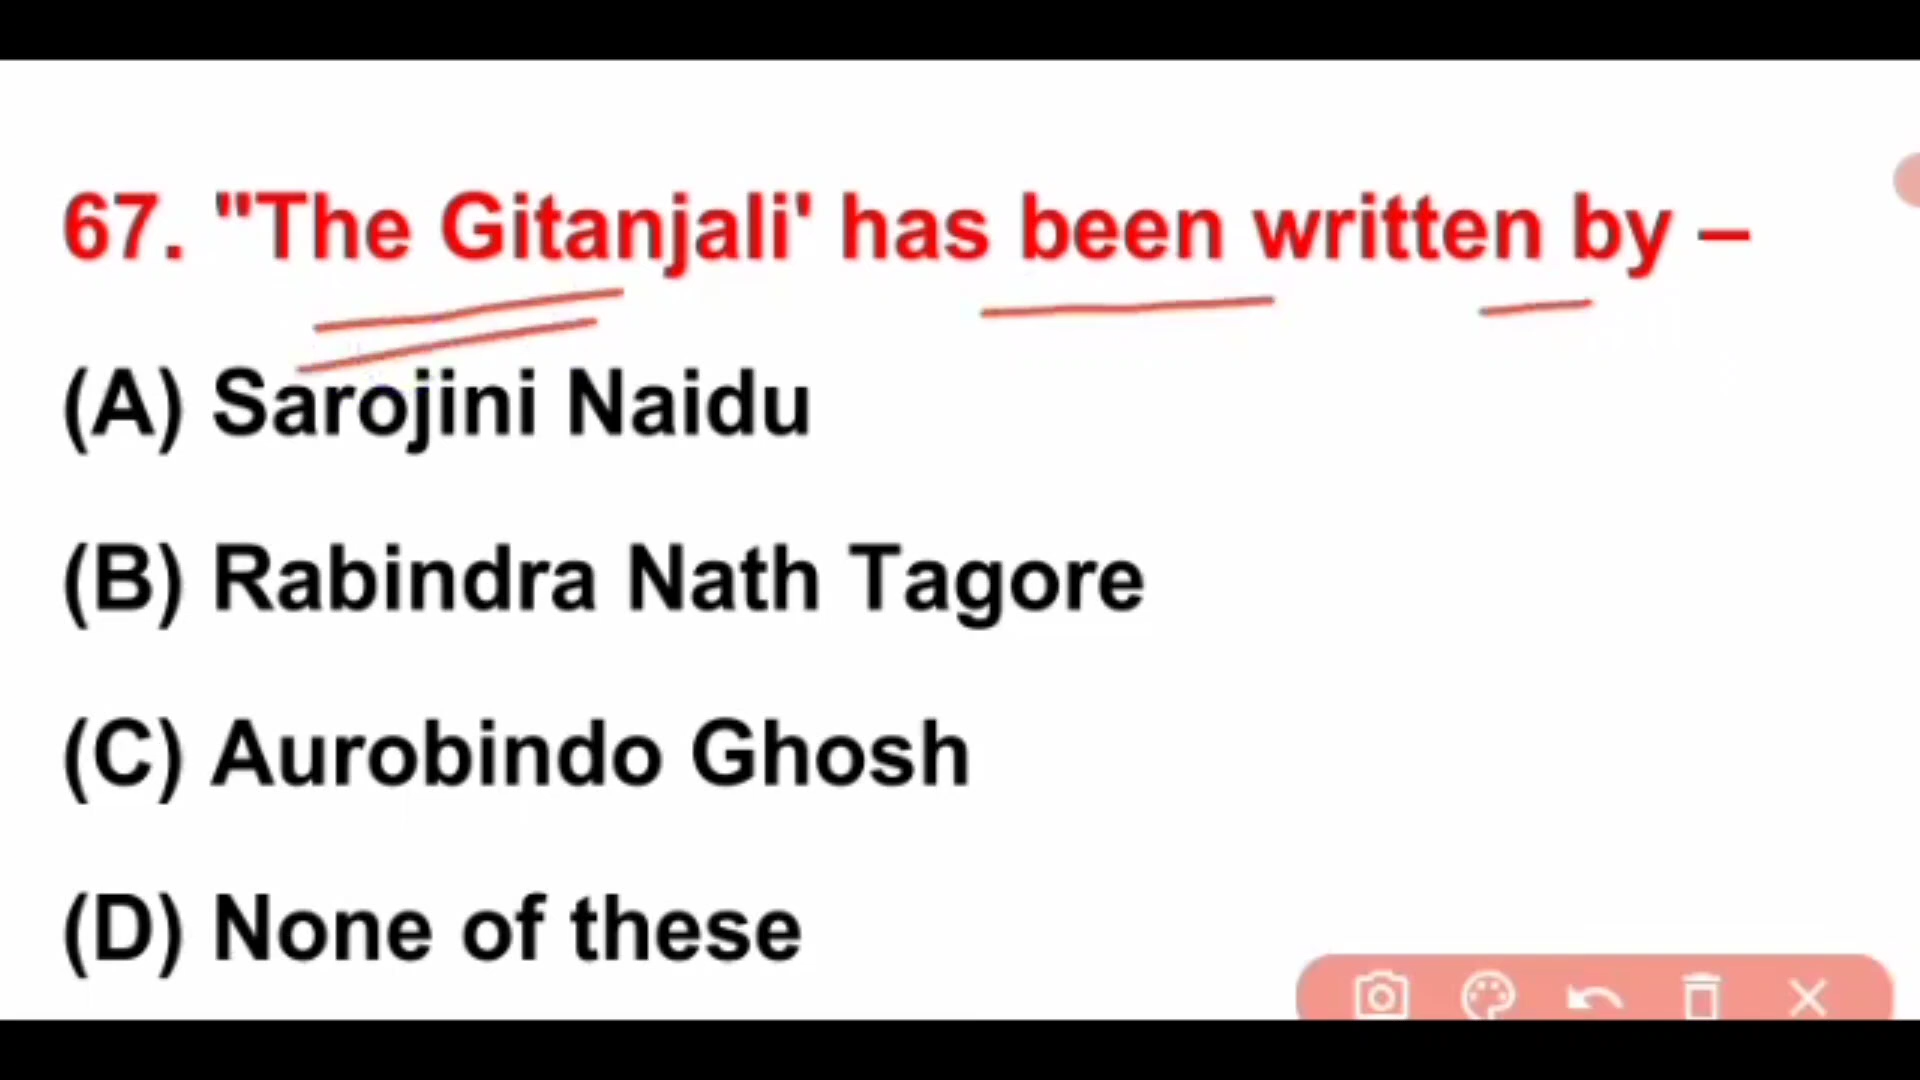 67. "The Gitanjali' has been written by –
(A) Sarojini Naidu
(B) Rabindra Nath Tagore
(C) Aurobindo Ghosh
(D) None of these